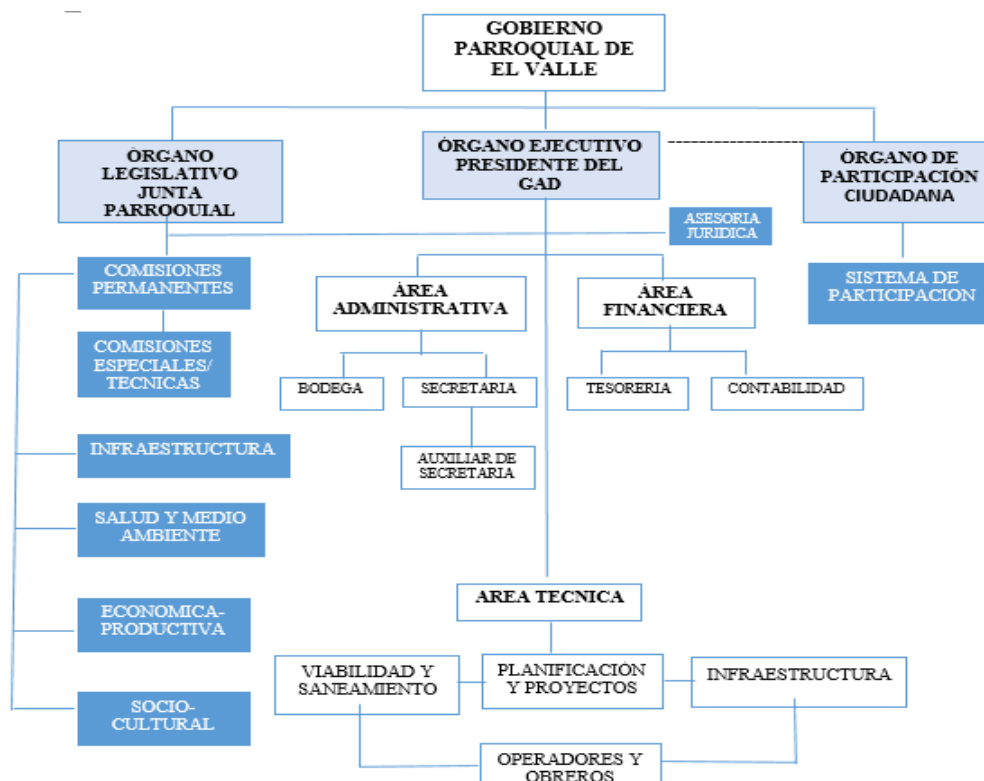 GOBIERNO
PARROQUIAL DE
EL VALLE
ÓRGANO
LEGISLATIVO
JUNTA
PARROQUIAL
ÓRGANO EJECUTIVO
PRESIDENTE DEL
GAD
ÓRGANO DE
PARTICIPACIÓN
CIUDADANA
ASESORIA
JURIDICA
COMISIONES
PERMANENTES
ÁREA
ADMINISTRATIVA
ÁREA
FINANCIERA
SISTEMA DE
PARTICIPACION
COMISIONES
ESPECIALES/
TECNICAS
BODEGA
SECRETARIA
TESORERIA
CONTABILIDAD
AUXILIAR DE
SECRETARIA
INFRAESTRUCTURA
SALUD Y MEDIO
AMBIENTE
ECONOMICA-
PRODUCTIVA
SOCIO-
CULTURAL
AREA TECNICA
VIABILIDAD Y
SANEAMIENTO
PLANIFICACIÓN
Y PROYECTOS
INFRAESTRUCTURA
OPERADORES Y
OBREROS